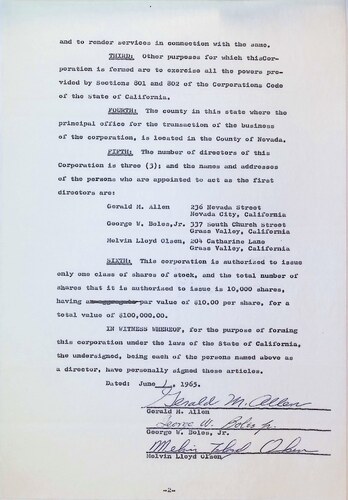 and to render services in connection with the same.
THIRD: Other purposes for which thisCor-
poration is formed are to exercise all the powers pro-
vided by Sections 801 and 802 of the Corporations Code
of the State of California.
FOURTH: The county in this state where the
principal office for the transaction of the business
of the corporation, is located in the County of Nevada.
FIFTH: The number of directors of this
Corporation is three (3); and the names and addresses
of the persons who are appointed to act as the first
directors are:
Gerald M. Allen 236 Nevada Street
Nevada City, California
George W. Boles,Jr. 337 South Church Street
Grass Valley, California
Melvin Lloyd Olsen, 204 Catharine Lane
Grass Valley, California
SIXTH: This corporation is authorized to issue
only one class of shares of stock, and the total number of
shares that it is authorized to issue is 10,000 shares,
having an aggregate par value of $10.00 per share, for a
total value of $100,000.00.
IN WITNESS WHEREOF, for the purpose of forming
this corporation under the laws of the State of California,
the undersigned, being each of the persons named above as
a director, have personally signed these articles.
Dated: June 1, 1963.
Gerald M. Allen
Gerald M. Allen
George W. Boles Jr.
George W. Boles, Jr.
Melvin Lloyd Olsen
Melvin Lloyd Olsen
-2-